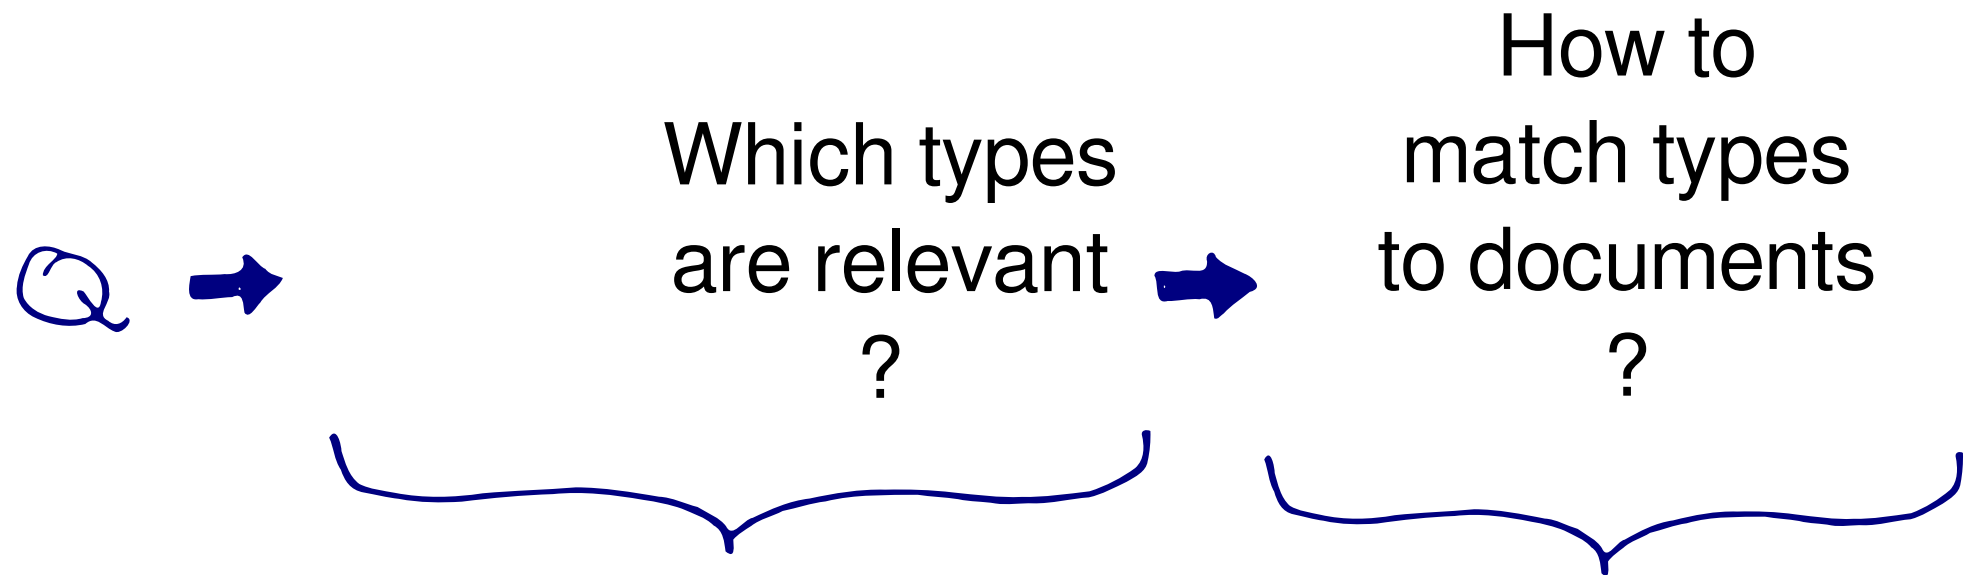 Q
Which types
are relevant
?
How to
match types
to documents
?